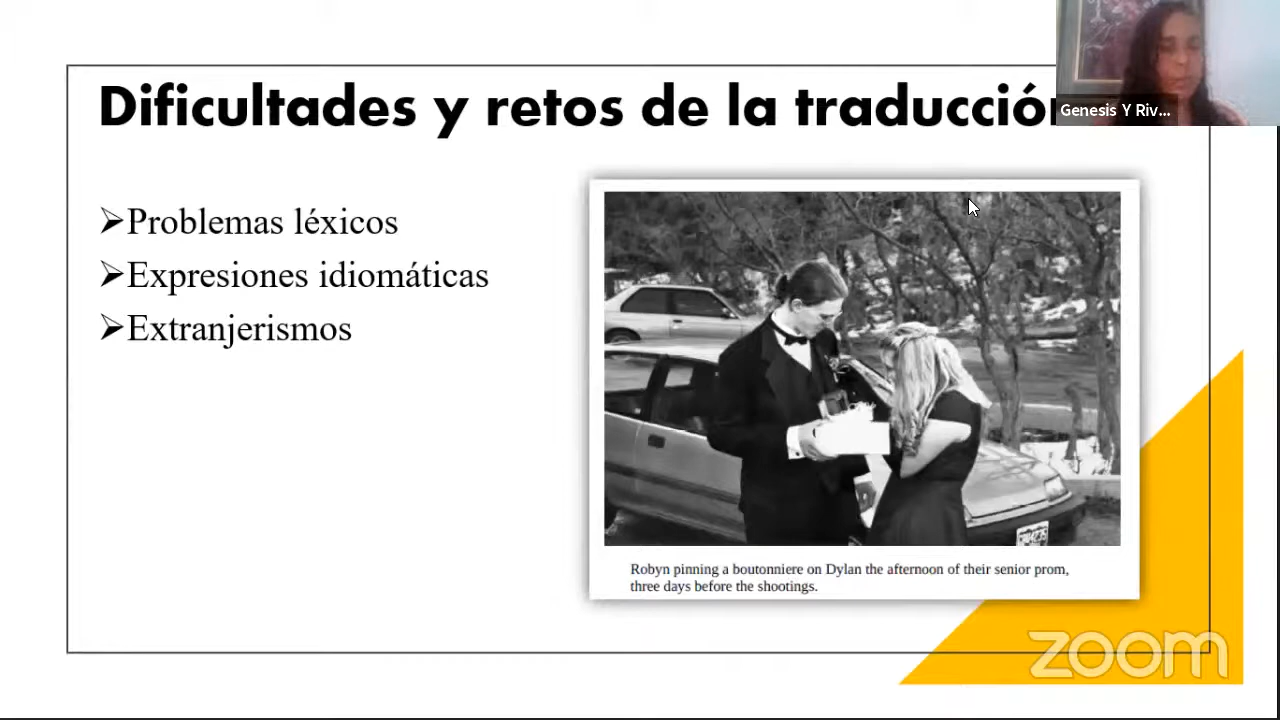 Dificultades y retos de la traducción
Genesis Y Riv...
➢Problemas léxicos
➢Expresiones idiomáticas
➢Extranjerismos
Robyn pinning a boutonniere on Dylan the afternoon of their senior prom,
three days before the shootings.
zoom